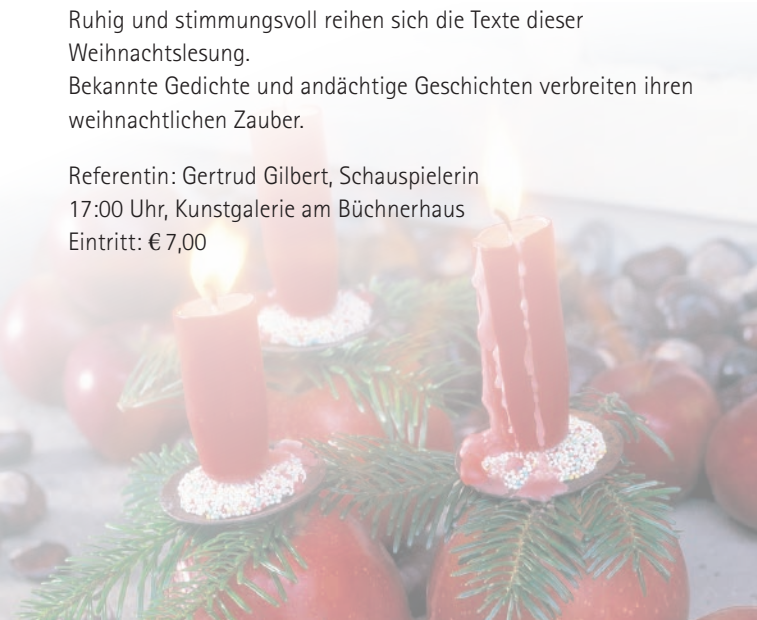 Ruhig und stimmungsvoll reihen sich die Texte dieser
Weihnachtslesung.
Bekannte Gedichte und andächtige Geschichten verbreiten ihren
weihnachtlichen Zauber.
Referentin: Gertrud Gilbert, Schauspielerin
17:00 Uhr, Kunstgalerie am Büchnerhaus
Eintritt: € 7,00